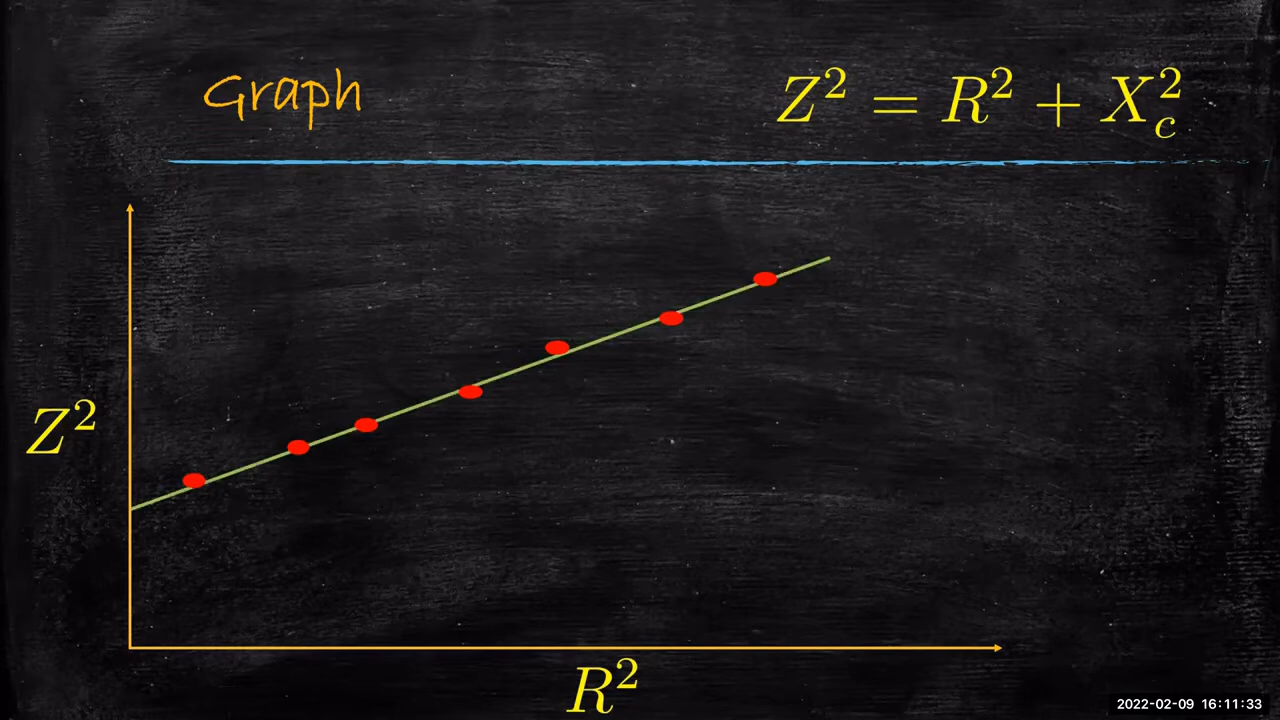 Graph
Z² = R² + X_c²
Z²
R²
2022-02-09 16:11:33